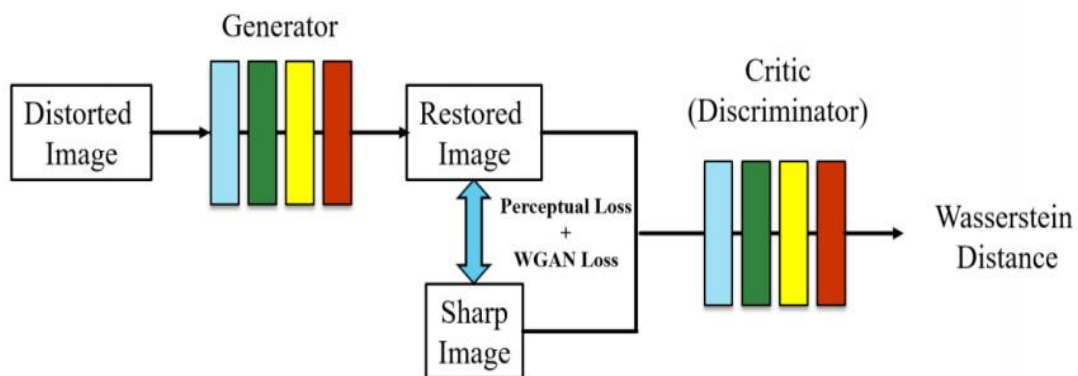 Generator
Distorted
Image
Restored
Image
Perceptual Loss
+
WGAN Loss
Sharp
Image
Critic
(Discriminator)
Wasserstein
Distance